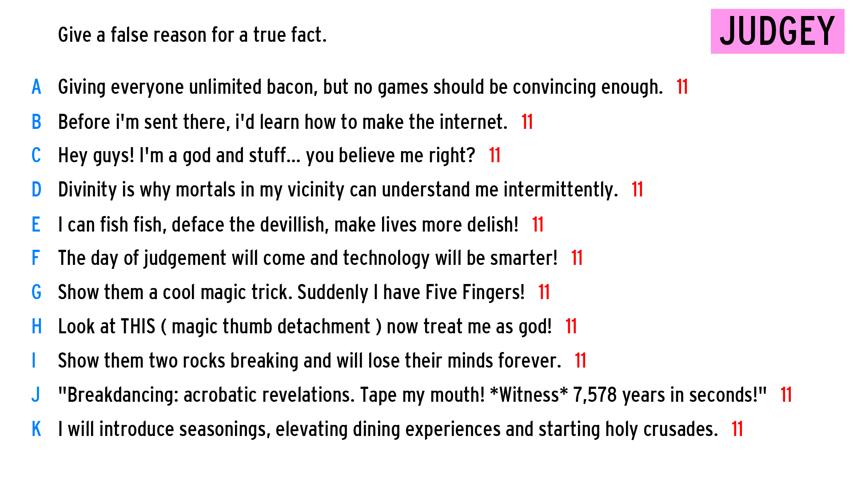 Give a false reason for a true fact.
JUDGEY
A Giving everyone unlimited bacon, but no games should be convincing enough. 11
B Before i'm sent there, i'd learn how to make the internet. 11
C Hey guys! I'm a god and stuff... you believe me right? 11
D Divinity is why mortals in my vicinity can understand me intermittently. 11
E I can fish fish, deface the devillish, make lives more delish! 11
F The day of judgement will come and technology will be smarter! 11
G Show them a cool magic trick. Suddenly I have Five Fingers! 11
H Look at THIS ( magic thumb detachment ) now treat me as god! 11
I Show them two rocks breaking and will lose their minds forever. 11
J "Breakdancing: acrobatic revelations. Tape my mouth! *Witness* 7,578 years in seconds!" 11
K I will introduce seasonings, elevating dining experiences and starting holy crusades. 11